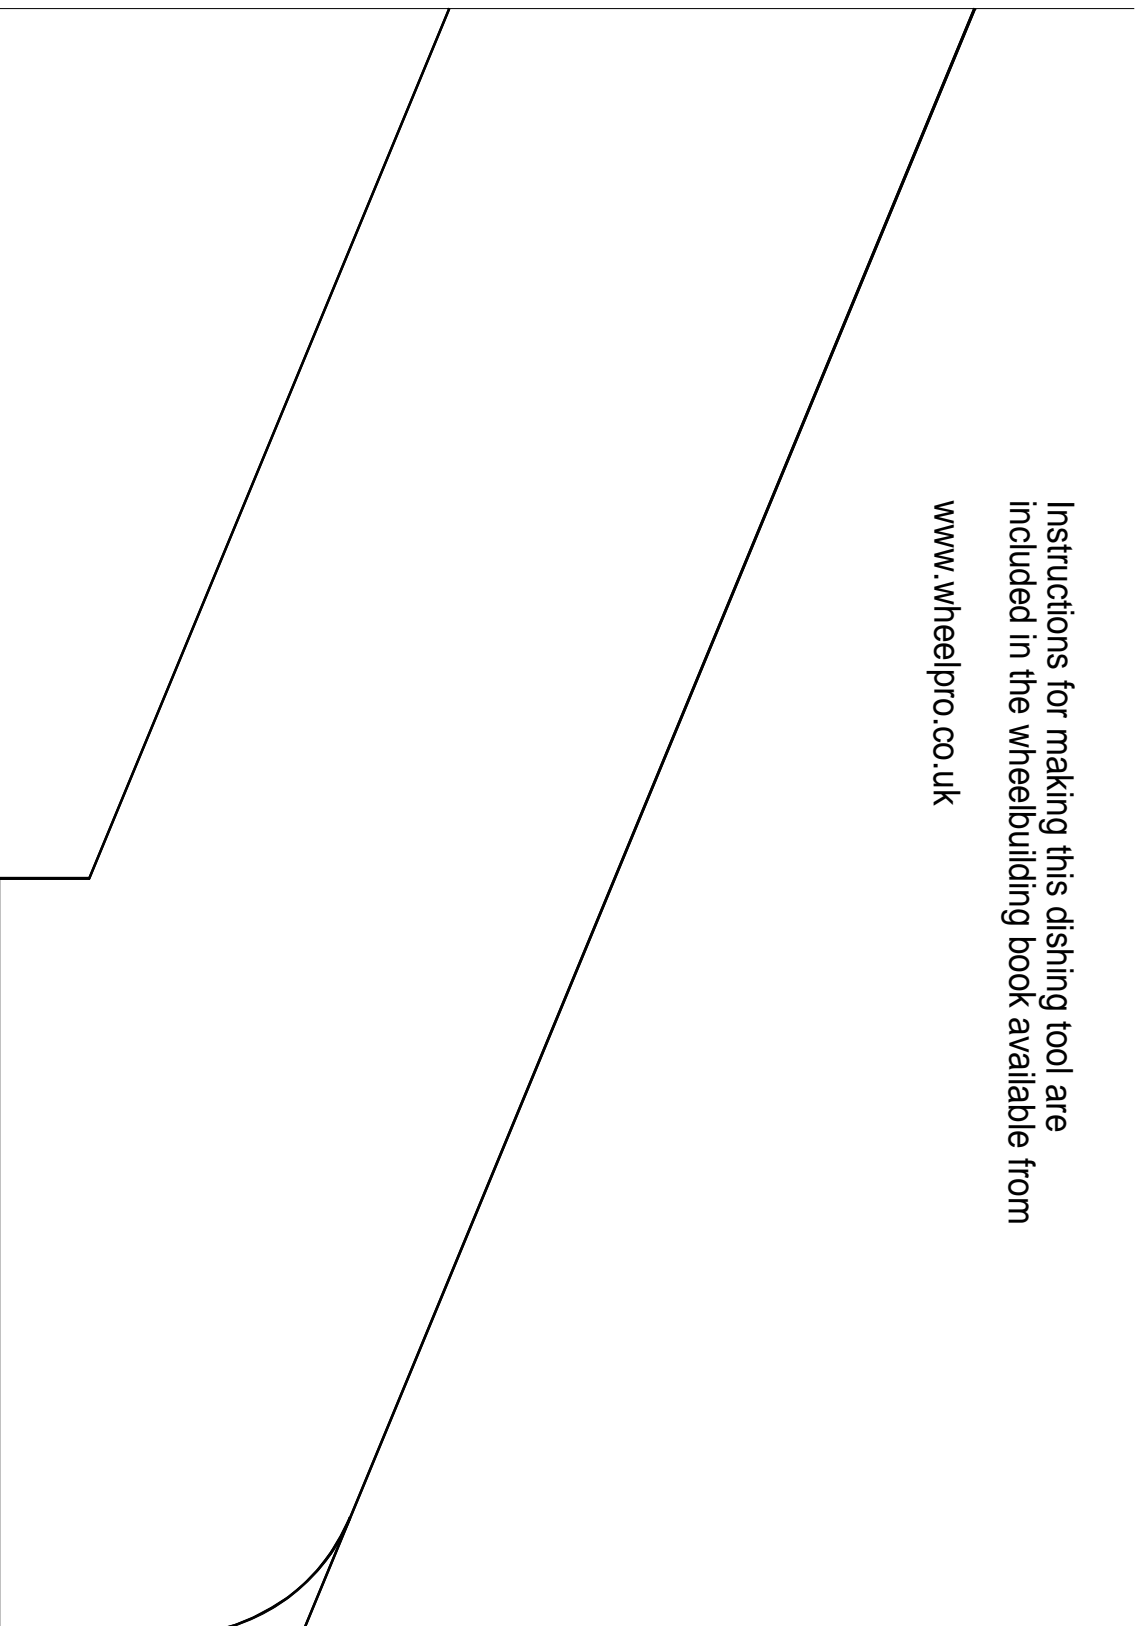 Instructions for making this dishing tool are
included in the wheelbuilding book available from
www.wheelpro.co.uk